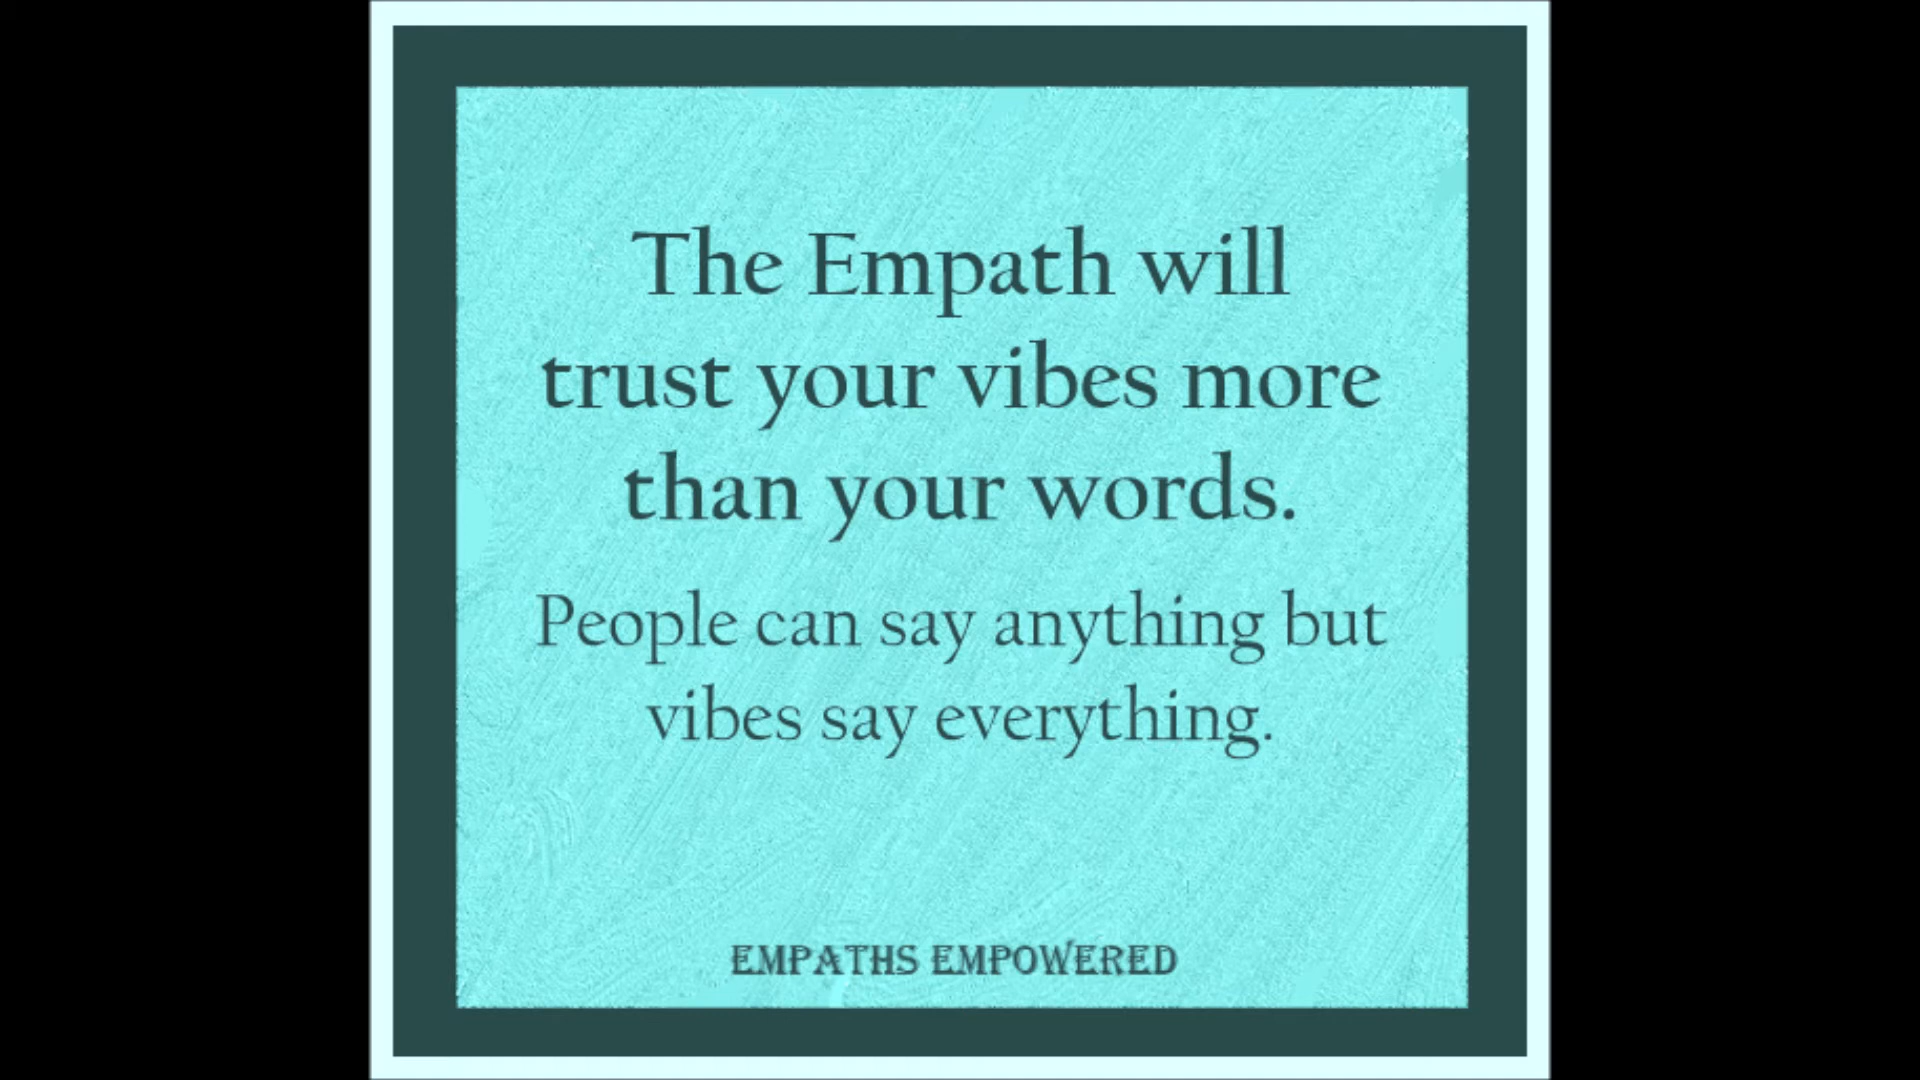 The Empath will
trust your vibes more
than your words.
People can say anything but
vibes say everything.
EMPATHS EMPOWERED